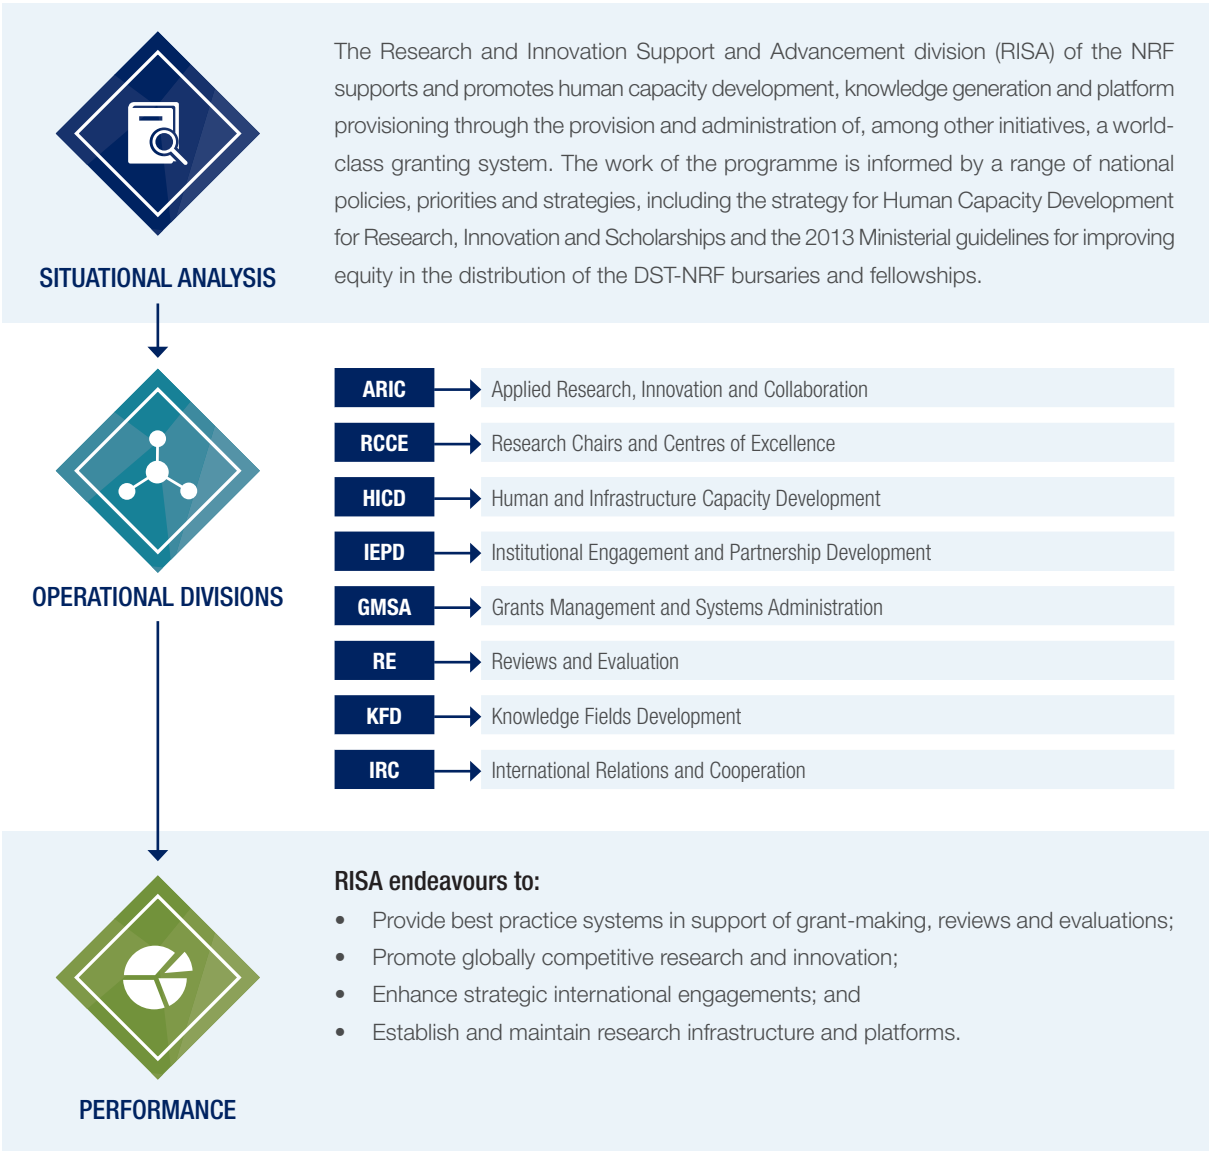 The Research and Innovation Support and Advancement division (RISA) of the NRF
supports and promotes human capacity development, knowledge generation and platform
provisioning through the provision and administration of, among other initiatives, a world-
class granting system. The work of the programme is informed by a range of national
policies, priorities and strategies, including the strategy for Human Capacity Development
for Research, Innovation and Scholarships and the 2013 Ministerial guidelines for improving
equity in the distribution of the DST-NRF bursaries and fellowships.
SITUATIONAL ANALYSIS
ARIC Applied Research, Innovation and Collaboration
RCCE Research Chairs and Centres of Excellence
HICD Human and Infrastructure Capacity Development
IEPD Institutional Engagement and Partnership Development
GMSA Grants Management and Systems Administration
RE Reviews and Evaluation
KFD Knowledge Fields Development
IRC International Relations and Cooperation
OPERATIONAL DIVISIONS
RISA endeavours to:
• Provide best practice systems in support of grant-making, reviews and evaluations;
• Promote globally competitive research and innovation;
• Enhance strategic international engagements; and
• Establish and maintain research infrastructure and platforms.
PERFORMANCE